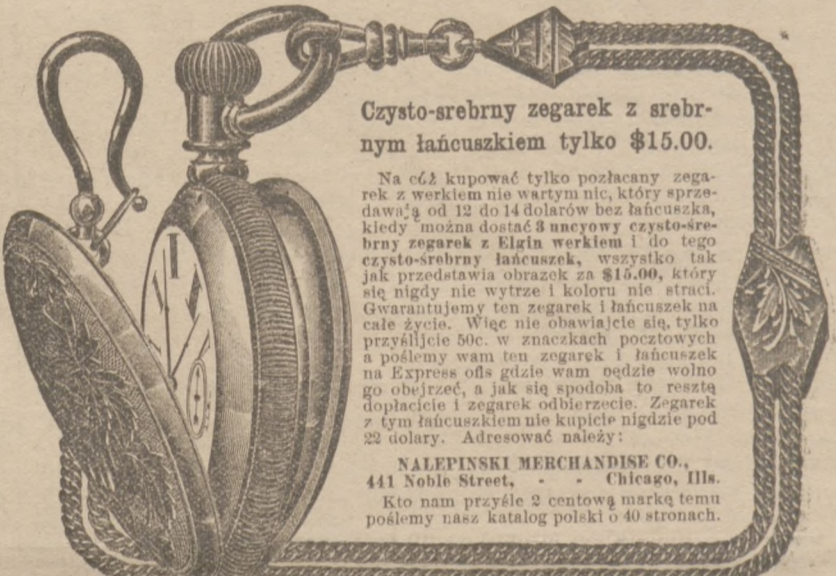 Czysto-srebrny zegarek z srebr-
nym łańcuszkiem tylko $15.00.
Na cóż kupować tylko pozłacany zega-
rek z werkiem nie wartym nic, który sprze-
dawają od 12 do 14 dolarów bez łańcuszka,
kiedy można dostać 3 uncyowy czysto-sre-
brny zegarek z Elgin werkiem i do tego
czysto-srebrny łańcuszek, wszystko tak
jak przedstawia obrazek za $15.00, który
się nigdy nie wytrze i koloru nie straci.
Gwarantujemy ten zegarek i łańcuszek na
całe życie. Więc nie obawiajcie się, tylko
przyślijcie 50c. w znaczkach pocztowych
a poślemy wam ten zegarek i łańcuszek
na Express ofis gdzie wam będzie wolno
go obejrzeć, a jak się spodoba to resztę
dopłacicie i zegarek odbierzecie. Zegarek
z tym łańcuszkiem nie kupicie nigdzie pod
22 dolary. Adresować należy:
NALEPINSKI MERCHANDISE CO.,
441 Noble Street, - - Chicago, Ills.
Kto nam przyśle 2 centową markę temu
poślemy nasz katalog polski o 40 stronach.